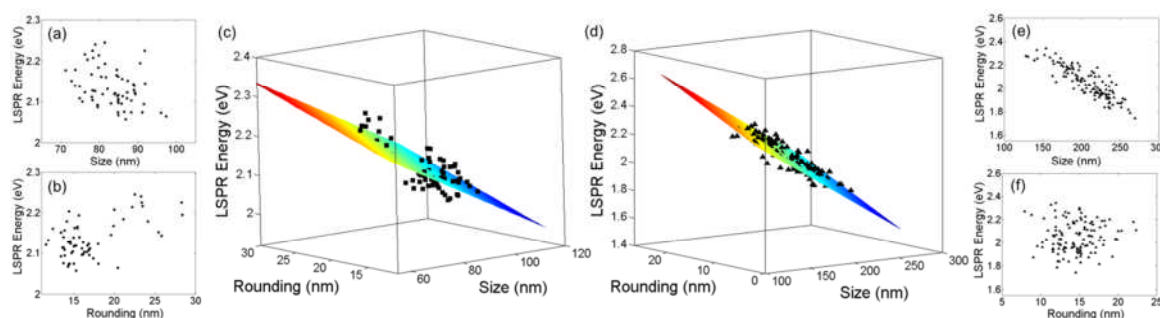 (a)
LSPR Energy (eV)
2.3
2.2
2.1
2
70 80 90 100
Size (nm)
(b)
LSPR Energy (eV)
2.3
2.2
2.1
2
15 20 25 30
Rounding (nm)
(c)
LSPR Energy (eV)
2.4
2.3
2.2
2.1
2
30 25 20 15
Rounding (nm)
60 80 100 120
Size (nm)
(d)
LSPR Energy (eV)
2.8
2.6
2.4
2.2
2
1.8
1.6
1.4
20 10 0
Rounding (nm)
100 150 200 250 300
Size (nm)
(e)
LSPR Energy (eV)
2.6
2.4
2.2
2
1.8
1.6
100 150 200 250 300
Size (nm)
(f)
LSPR Energy (eV)
2.6
2.4
2.2
2
1.8
1.6
5 10 15 20 25
Rounding (nm)